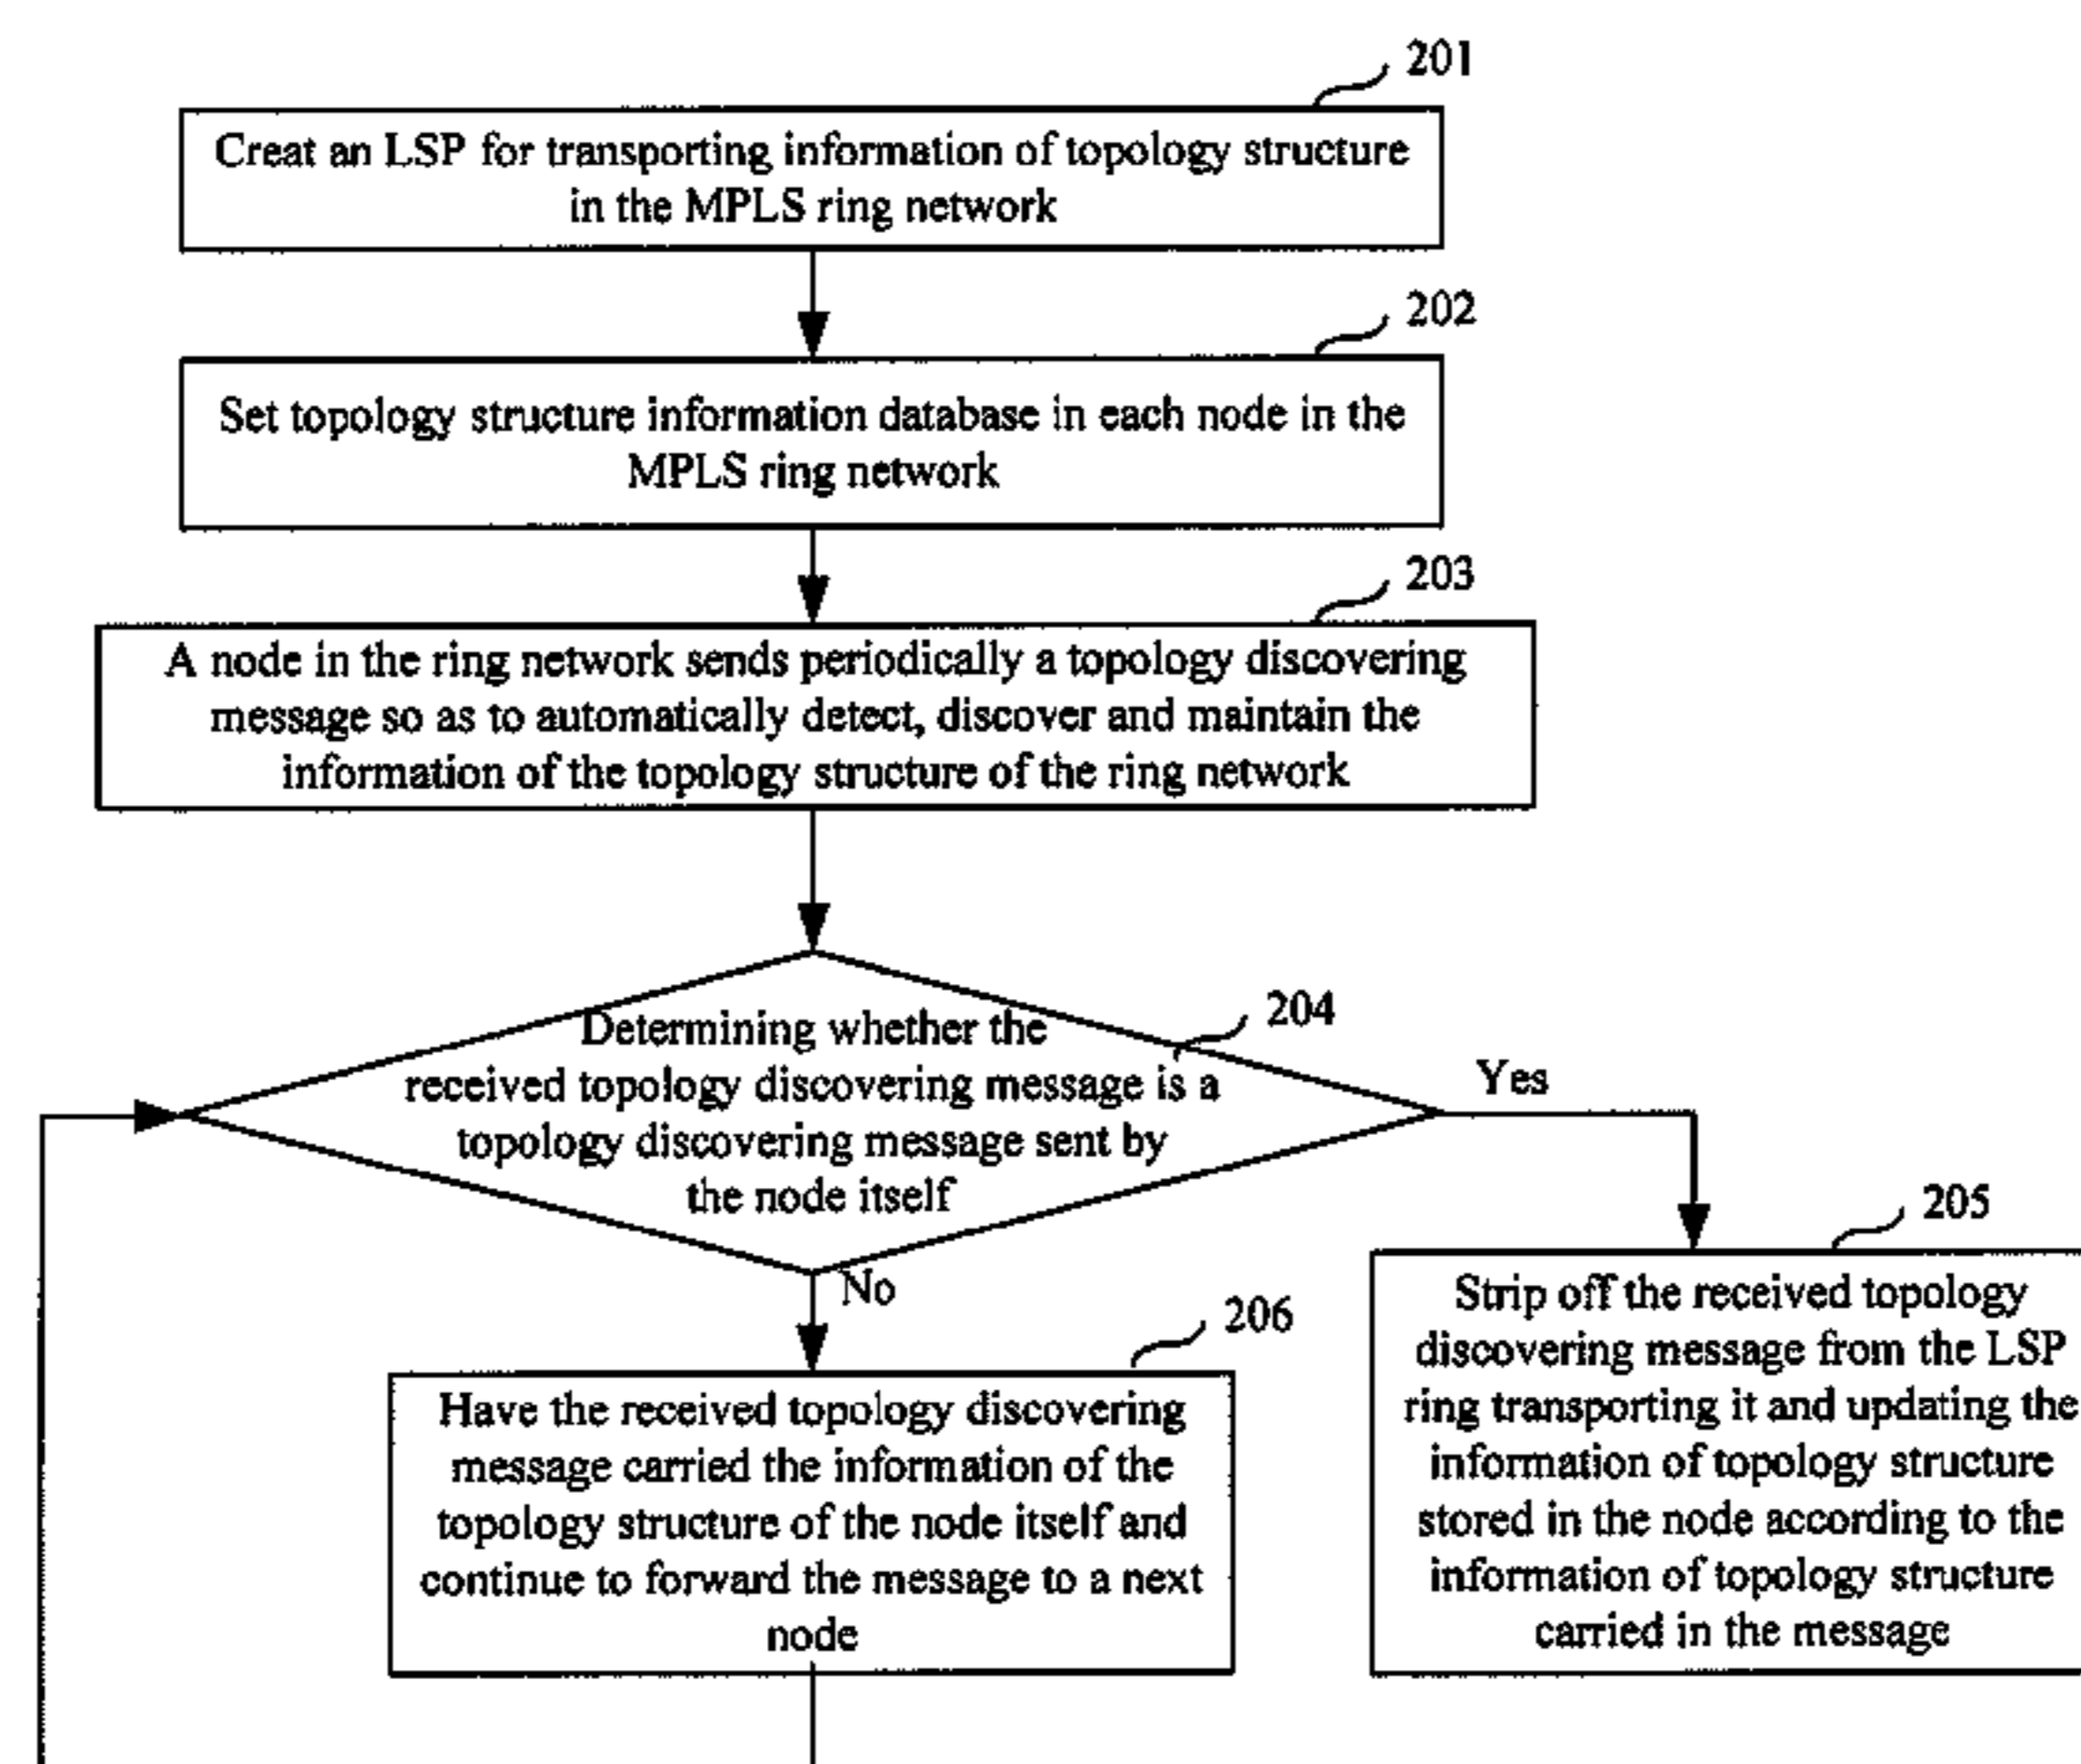 201
Creat an LSP for transporting information of topology structure
in the MPLS ring network
202
Set topology structure information database in each node in the
MPLS ring network
203
A node in the ring network sends periodically a topology discovering
message so as to automatically detect, discover and maintain the
information of the topology structure of the ring network
204
Determining whether the
received topology discovering message is a
topology discovering message sent by
the node itself
Yes
No
205
Strip off the received topology
discovering message from the LSP
ring transporting it and updating the
information of topology structure
stored in the node according to the
information of topology structure
carried in the message
206
Have the received topology discovering
message carried the information of the
topology structure of the node itself and
continue to forward the message to a next
node